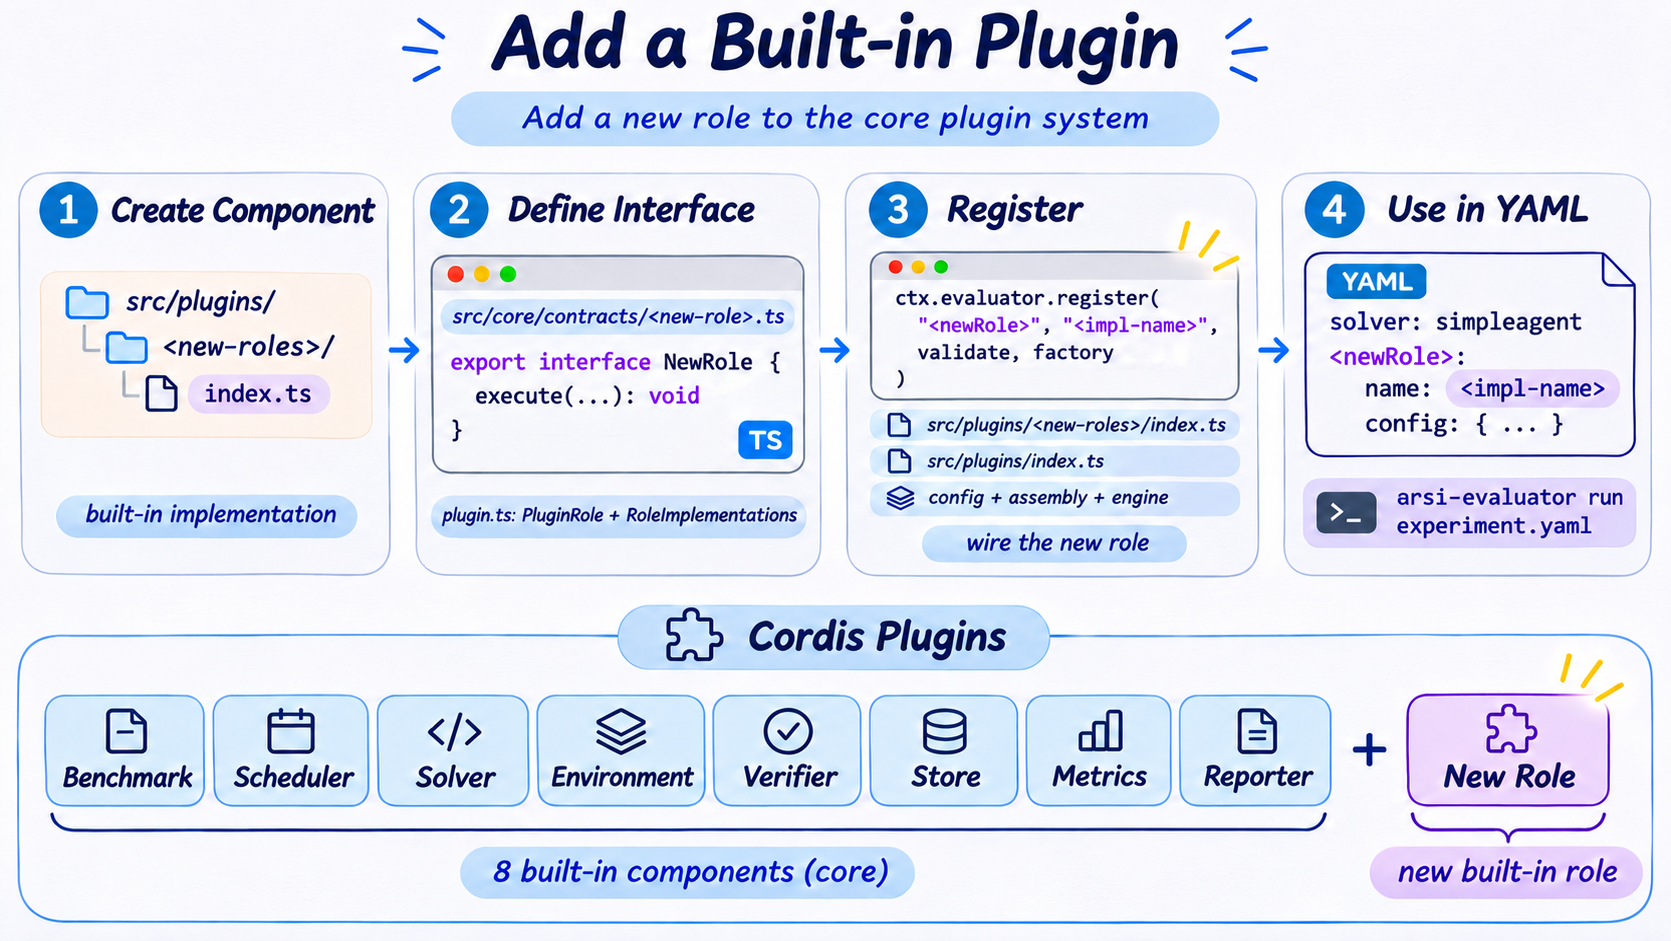 Add a Built-in Plugin
Add a new role to the core plugin system
1 Create Component
src/plugins/
<new-roles>/
index.ts
built-in implementation
2 Define Interface
src/core/contracts/<new-role>.ts
export interface NewRole {
execute(...): void
}
TS
plugin.ts: PluginRole + RoleImplementations
3 Register
ctx.evaluator.register(
"<newRole>", "<impl-name>",
validate, factory
)
src/plugins/<new-roles>/index.ts
src/plugins/index.ts
config + assembly + engine
wire the new role
4 Use in YAML
YAML
solver: simpleagent
<newRole>:
name: <impl-name>
config: { ... }
>_
arsi-evaluator run
experiment.yaml
Cordis Plugins
Benchmark
Scheduler
</>
Solver
Environment
Verifier
Store
Metrics
Reporter
+
New Role
8 built-in components (core)
new built-in role